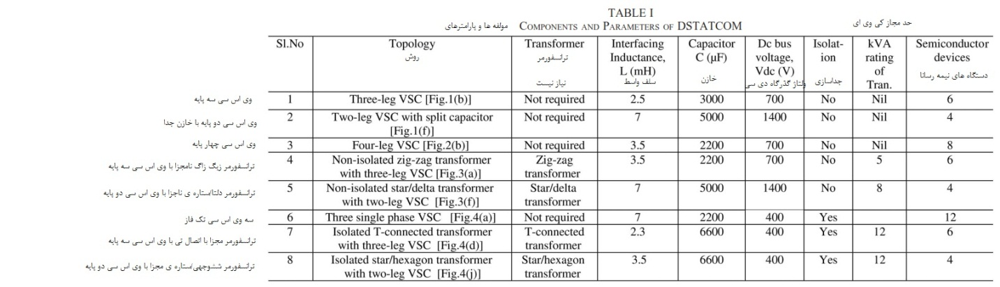 TABLE I
حد مجاز کی وی ای
COMPONENTS AND PARAMETERS OF DSTATCOM مولفه ها و پارامترهای
Sl.No Topology Transformer Interfacing Capacitor Dc bus Isolat- kVA Semiconductor
روش ترانسفورمر Inductance, C (µF) voltage, ion rating devices
L (mH) Vdc (V) of
نیاز نیست سلف واسط خازن ولتاژ گذرگاه دی سی جداسازی Tran. دستگاه های نیمه رسانا
وی اس سی سه پایه 1 Three-leg VSC [Fig.1(b)] Not required 2.5 3000 700 No Nil 6
وی اس سی دو پایه با خازن جدا 2 Two-leg VSC with split capacitor Not required 7 5000 1400 No Nil 4
[Fig.1(f)]
وی اس سی چهار پایه 3 Four-leg VSC [Fig.2(b)] Not required 3.5 2200 700 No Nil 8
ترانسفورمر زیگ زاگ نامجزا با وی اس سی سه پایه 4 Non-isolated zig-zag transformer Zig-zag 3.5 2200 700 No 5 6
with three-leg VSC [Fig.3(a)] transformer
ترانسفورمر دلتا/ستاره ی ناجزا با وی اس سی دو پایه 5 Non-isolated star/delta transformer Star/delta 7 5000 1400 No 8 4
with two-leg VSC [Fig.3(f)] transformer
سه وی اس سی تک فاز 6 Three single phase VSC [Fig.4(a)] Not required 7 2200 400 Yes 12
ترانسفورمر مجزا با اتصال تی با وی اس سی سه پایه 7 Isolated T-connected transformer T-connected 2.3 6600 400 Yes 12 6
with three-leg VSC [Fig.4(d)] transformer
ترانسفورمر ششوجهی/ستاره ی مجزا با وی اس سی دو پایه 8 Isolated star/hexagon transformer Star/hexagon 3.5 6600 400 Yes 12 4
with two-leg VSC [Fig.4(j)] transformer